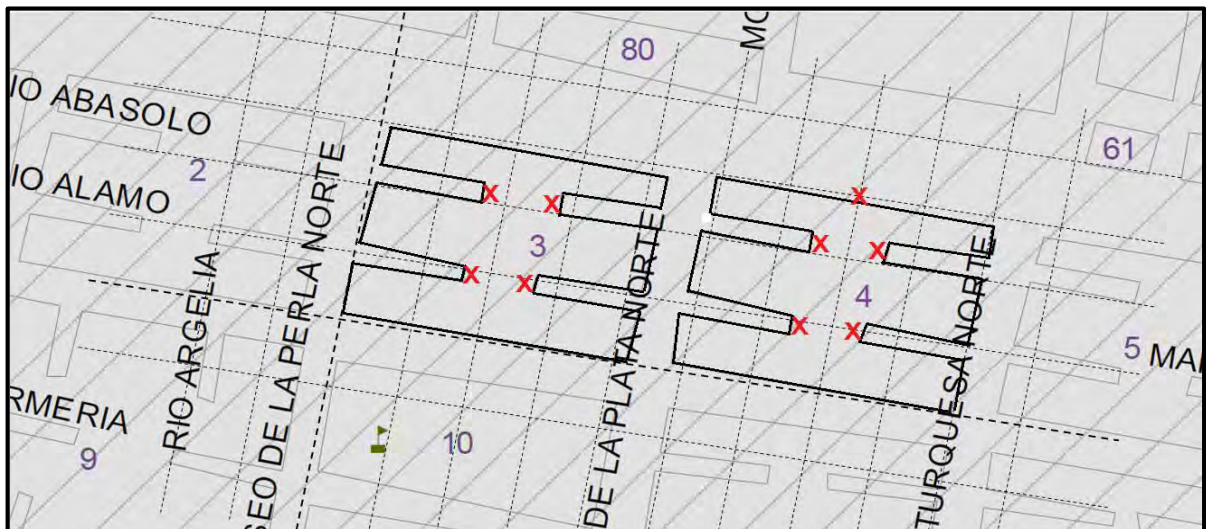 MO
80
IO ABASOLO
61
2
IO ALAMO
X
X
X
X
X
3
X
4
X
X
X
5
MAI
RMERIA
RIO ARGELIA
SEO DE LA PERLA NORTE
DE LA PLATA NORTE
TURQUESA NORTE
9
10